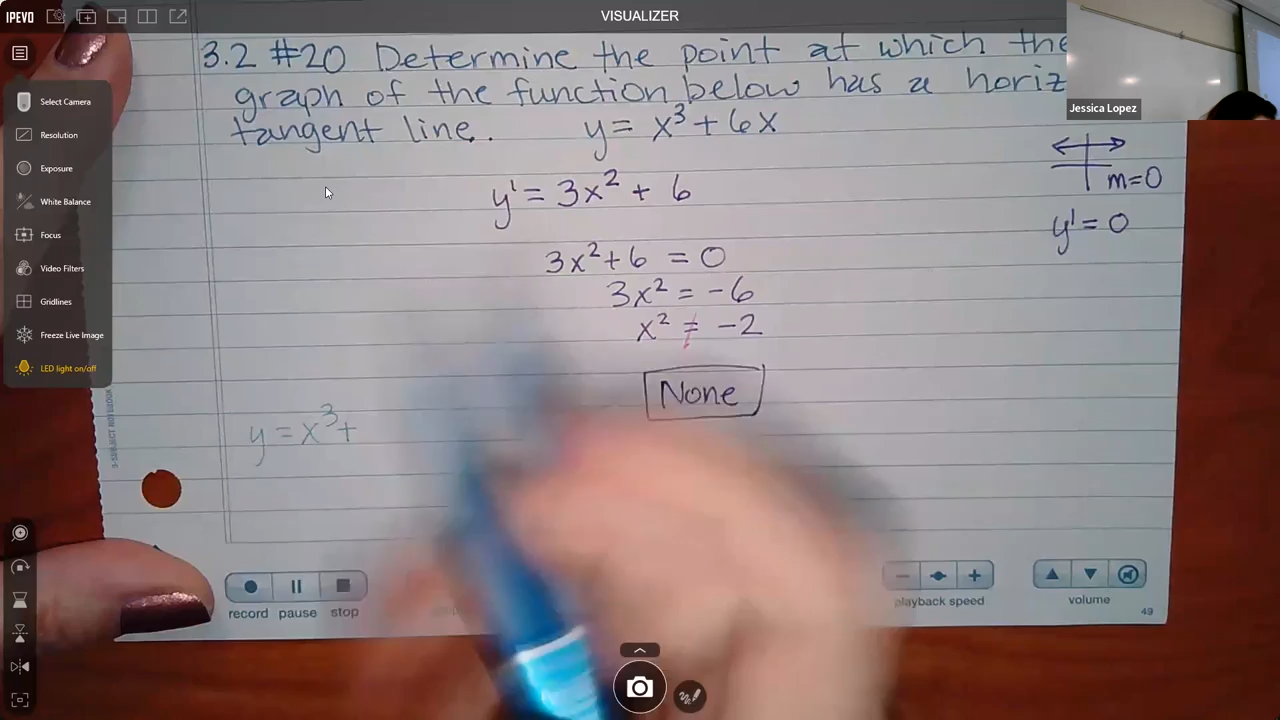 IPEVO
VISUALIZER
Select Camera
Resolution
Exposure
White Balance
Focus
Video Filters
Gridlines
Freeze Live Image
LED light on/off
Jessica Lopez
3.2 #20 Determine the point at which the
graph of the function below has a horiz
tangent line. y = x³ + 6x
m=0
y' = 3x² + 6
y' = 0
3x² + 6 = 0
3x² = -6
x² ≠ -2
None
y = x³ +
record pause stop
playback speed
volume
49